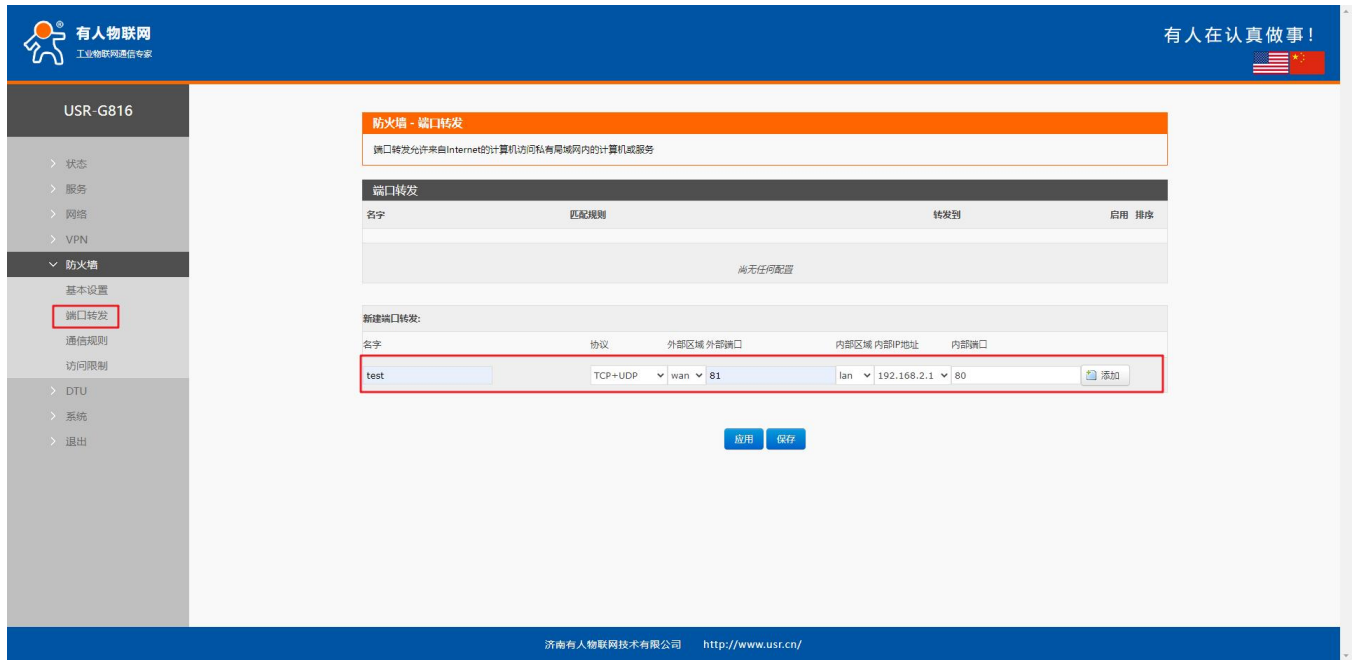 有人物联网
工业物联网通信专家
有人在认真做事!
USR-G816
状态
服务
网络
VPN
防火墙
基本设置
端口转发
通信规则
访问限制
DTU
系统
退出
防火墙 - 端口转发
端口转发允许来自Internet的计算机访问私有局域网内的计算机或服务
端口转发
名字 匹配规则 转发到 启用 排序
尚无任何配置
新建端口转发:
名字 协议 外部区域 外部端口 内部区域 内部IP地址 内部端口
test TCP+UDP wan 81 lan 192.168.2.1 80 添加
应用 保存
济南有人物联网技术有限公司 http://www.usr.cn/